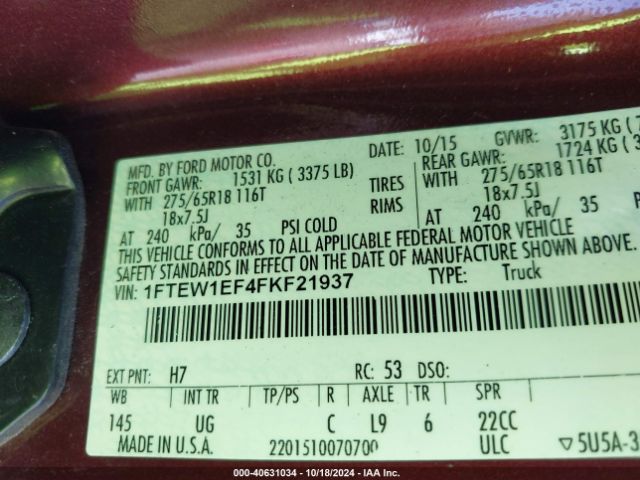 MFD. BY FORD MOTOR CO.
DATE: 10/15 GVWR: 3175 KG ( 7
FRONT GAWR: 1531 KG ( 3375 LB) REAR GAWR: 1724 KG ( 3
WITH 275/65R18 116T TIRES WITH 275/65R18 116T
18x7.5J RIMS 18x7.5J
AT 240 kPa/ 35 PSI COLD AT 240 kPa/ 35
THIS VEHICLE CONFORMS TO ALL APPLICABLE FEDERAL MOTOR VEHICLE
SAFETY STANDARDS IN EFFECT ON THE DATE OF MANUFACTURE SHOWN ABOVE.
VIN: 1FTEW1EF4FKF21937 TYPE: Truck
EXT PNT: H7 RC: 53 DSO:
WB INT TR TP/PS R AXLE TR SPR
145 UG C L9 6 22CC
MADE IN U.S.A. 2201510070700 ULC ▽5U5A-3
000-40631034 - 10/18/2024 - IAA Inc.